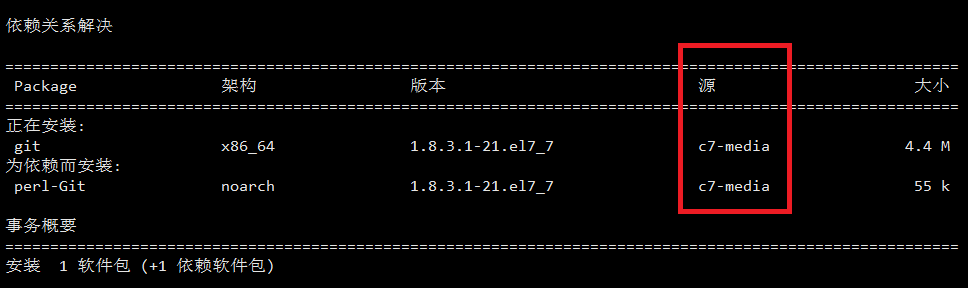 依赖关系解决
================================================================================
Package 架构 版本 源 大小
================================================================================
正在安装:
git x86_64 1.8.3.1-21.el7_7 c7-media 4.4 M
为依赖而安装:
perl-Git noarch 1.8.3.1-21.el7_7 c7-media 55 k
事务概要
================================================================================
安装 1 软件包 (+1 依赖软件包)